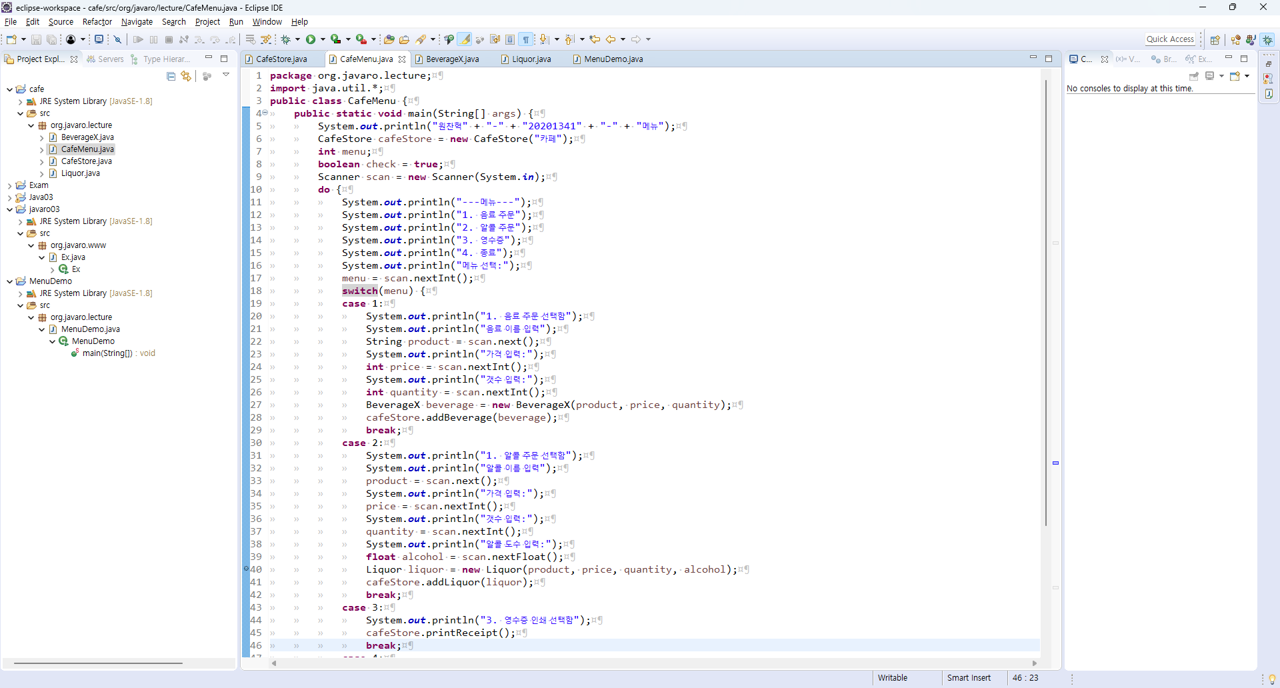 eclipse-workspace - cafe/src/org/javaro/lecture/CafeMenu.java - Eclipse IDE
File Edit Source Refactor Navigate Search Project Run Window Help
Quick Access
Project Expl... Servers Type Hierar...
cafe
JRE System Library [JavaSE-1.8]
src
org.javaro.lecture
BeverageX.java
CafeMenu.java
CafeStore.java
Liquor.java
Exam
Java03
javaro03
JRE System Library [JavaSE-1.8]
src
org.javaro.www
Ex.java
Ex
MenuDemo
JRE System Library [JavaSE-1.8]
src
org.javaro.lecture
MenuDemo.java
MenuDemo
main(String[]) : void
CafeStore.java CafeMenu.java BeverageX.java Liquor.java MenuDemo.java
1 package org.javaro.lecture;
2 import java.util.*;
3 public class CafeMenu {
4 public static void main(String[] args) {
5 System.out.println("원찬혁" + "-" + "20201341" + "-" + "메뉴");
6 CafeStore cafeStore = new CafeStore("카페");
7 int menu;
8 boolean check = true;
9 Scanner scan = new Scanner(System.in);
10 do {
11 System.out.println("---메뉴---");
12 System.out.println("1. 음료 주문");
13 System.out.println("2. 알콜 주문");
14 System.out.println("3. 영수증");
15 System.out.println("4. 종료");
16 System.out.println("메뉴 선택:");
17 menu = scan.nextInt();
18 switch(menu) {
19 case 1:
20 System.out.println("1. 음료 주문 선택함");
21 System.out.println("음료 이름 입력");
22 String product = scan.next();
23 System.out.println("가격 입력:");
24 int price = scan.nextInt();
25 System.out.println("갯수 입력:");
26 int quantity = scan.nextInt();
27 BeverageX beverage = new BeverageX(product, price, quantity);
28 cafeStore.addBeverage(beverage);
29 break;
30 case 2:
31 System.out.println("1. 알콜 주문 선택함");
32 System.out.println("알콜 이름 입력");
33 product = scan.next();
34 System.out.println("가격 입력:");
35 price = scan.nextInt();
36 System.out.println("갯수 입력:");
37 quantity = scan.nextInt();
38 System.out.println("알콜 도수 입력:");
39 float alcohol = scan.nextFloat();
40 Liquor liquor = new Liquor(product, price, quantity, alcohol);
41 cafeStore.addLiquor(liquor);
42 break;
43 case 3:
44 System.out.println("3. 영수증 인쇄 선택함");
45 cafeStore.printReceipt();
46 break;
C... V... Br... Ex...
No consoles to display at this time.
Writable Smart Insert 46 : 23